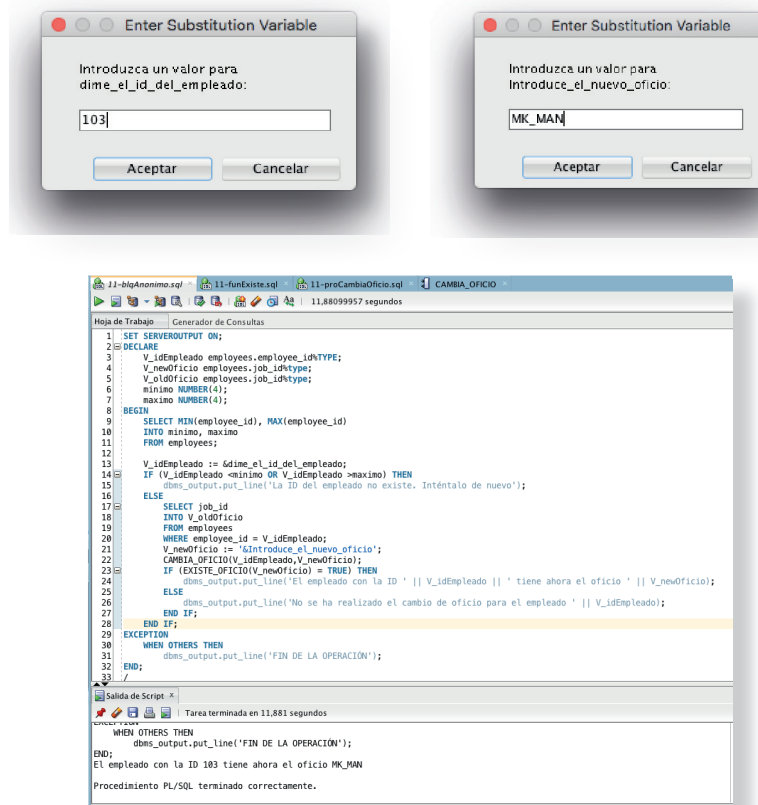 Enter Substitution Variable
Introduzca un valor para
dime_el_id_del_empleado:
103
Aceptar Cancelar
Enter Substitution Variable
Introduzca un valor para
Introduce_el_nuevo_oficio:
MK_MAN
Aceptar Cancelar
11-blqAnonimo.sql 11-funExiste.sql 11-proCambiaOficio.sql CAMBIA_OFICIO
11,88099957 segundos
Hoja de Trabajo Generador de Consultas
1 SET SERVEROUTPUT ON;
2 DECLARE
3 V_idEmpleado employees.employee_id%TYPE;
4 V_newOficio employees.job_id%type;
5 V_oldOficio employees.job_id%type;
6 minimo NUMBER(4);
7 maximo NUMBER(4);
8 BEGIN
9 SELECT MIN(employee_id), MAX(employee_id)
10 INTO minimo, maximo
11 FROM employees;
12
13 V_idEmpleado := &dime_el_id_del_empleado;
14 IF (V_idEmpleado <minimo OR V_idEmpleado >maximo) THEN
15 dbms_output.put_line('La ID del empleado no existe. Inténtalo de nuevo');
16 ELSE
17 SELECT job_id
18 INTO V_oldOficio
19 FROM employees
20 WHERE employee_id = V_idEmpleado;
21 V_newOficio := '&Introduce_el_nuevo_oficio';
22 CAMBIA_OFICIO(V_idEmpleado,V_newOficio);
23 IF (EXISTE_OFICIO(V_newOficio) = TRUE) THEN
24 dbms_output.put_line('El empleado con la ID ' || V_idEmpleado || ' tiene ahora el oficio ' || V_newOficio);
25 ELSE
26 dbms_output.put_line('No se ha realizado el cambio de oficio para el empleado ' || V_idEmpleado);
27 END IF;
28 END IF;
29 EXCEPTION
30 WHEN OTHERS THEN
31 dbms_output.put_line('FIN DE LA OPERACIÓN');
32 END;
33 /
Salida de Script ×
Tarea terminada en 11,881 segundos
EXCEPTION
WHEN OTHERS THEN
dbms_output.put_line('FIN DE LA OPERACIÓN');
END;
El empleado con la ID 103 tiene ahora el oficio MK_MAN
Procedimiento PL/SQL terminado correctamente.